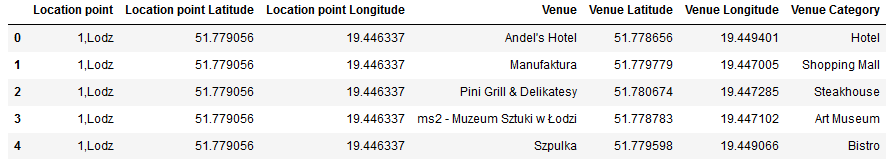 Location point Location point Latitude Location point Longitude Venue Venue Latitude Venue Longitude Venue Category
0 1,Lodz 51.779056 19.446337 Andel's Hotel 51.778656 19.449401 Hotel
1 1,Lodz 51.779056 19.446337 Manufaktura 51.779779 19.447005 Shopping Mall
2 1,Lodz 51.779056 19.446337 Pini Grill & Delikatesy 51.780674 19.447285 Steakhouse
3 1,Lodz 51.779056 19.446337 ms2 - Muzeum Sztuki w Łodzi 51.778783 19.447102 Art Museum
4 1,Lodz 51.779056 19.446337 Szpulka 51.779598 19.449066 Bistro